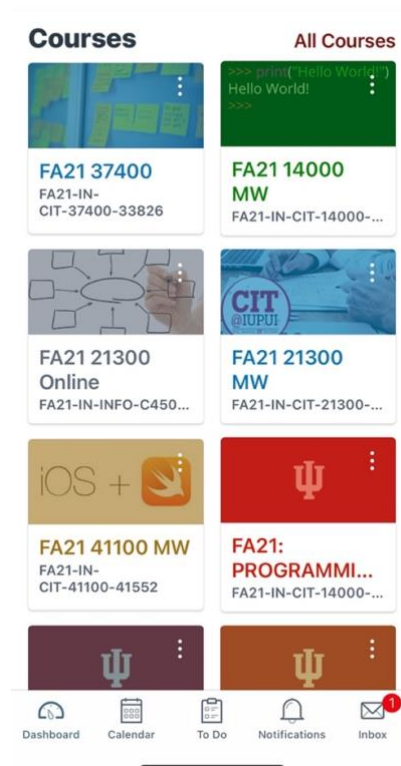 Courses
All Courses
>>> print("Hello World!")
Hello World!
>>>
FA21 37400
FA21-IN-
CIT-37400-33826
FA21 14000
MW
FA21-IN-CIT-14000-...
FA21 21300
Online
FA21-IN-INFO-C450...
CIT
@IUPUI
FA21 21300
MW
FA21-IN-CIT-21300-...
iOS +
FA21 41100 MW
FA21-IN-
CIT-41100-41552
FA21:
PROGRAMMI...
FA21-IN-CIT-14000-...
Dashboard
Calendar
To Do
Notifications
1
Inbox